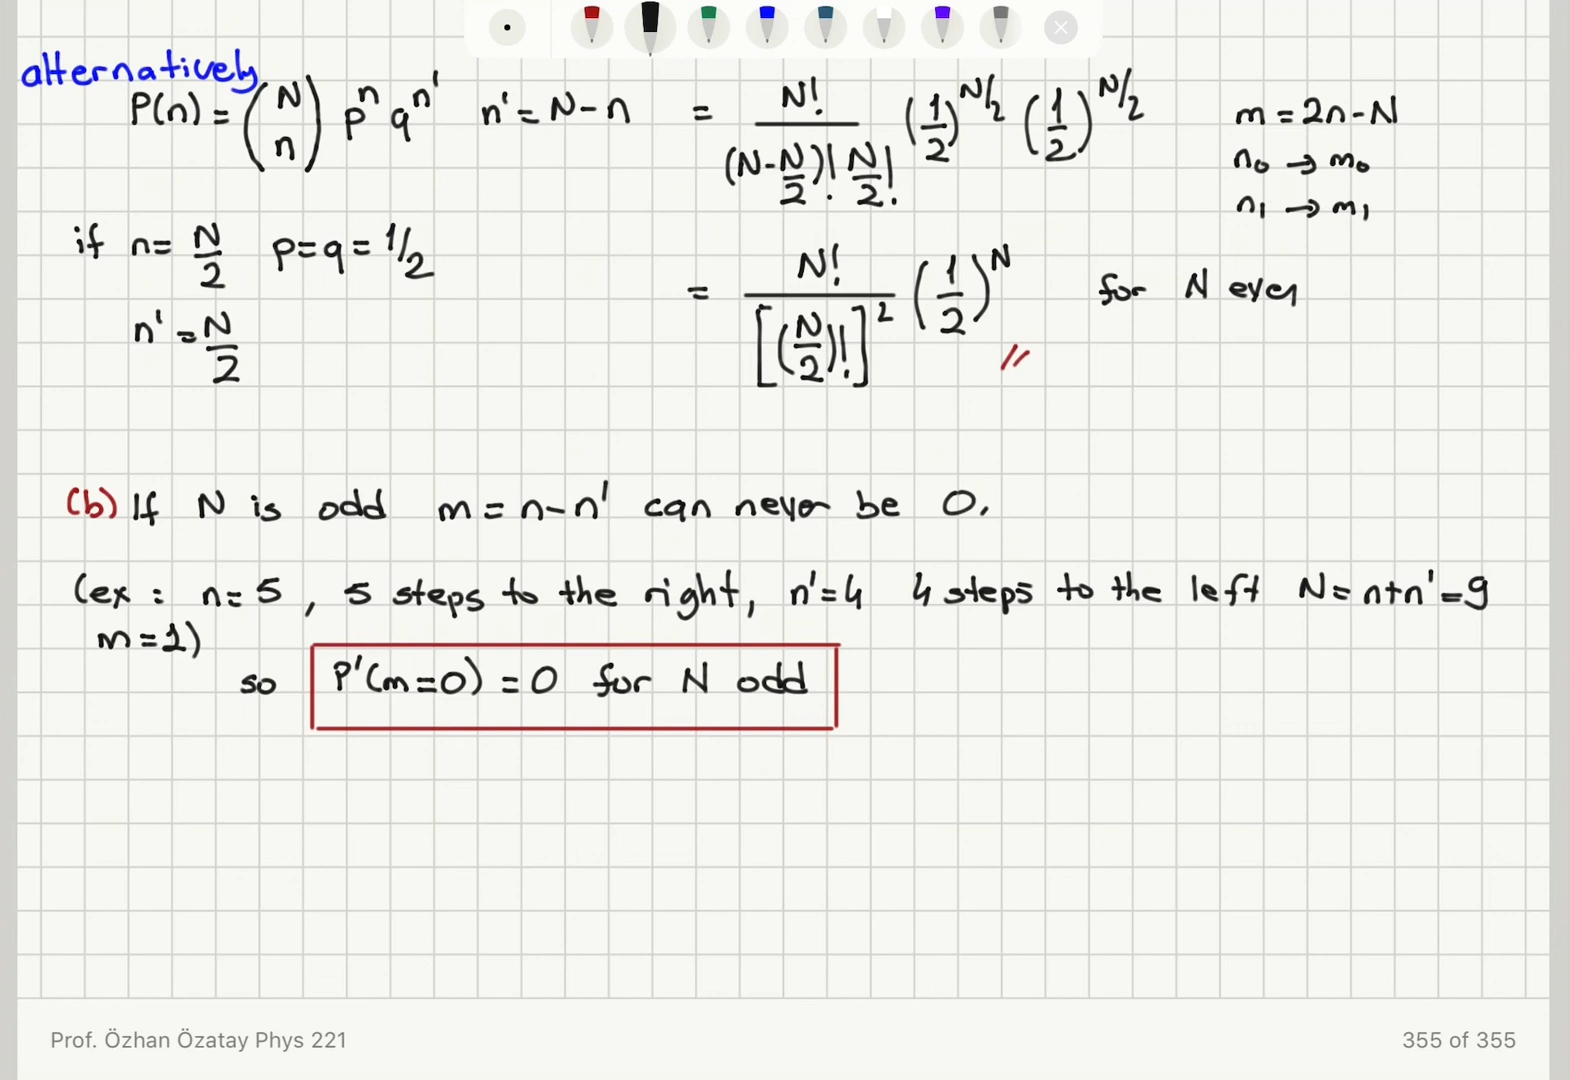 alternatively
P(n) = (N n) p^n q^n' n' = N - n = N! / (N - N/2)! N/2! (1/2)^N/2 (1/2)^N/2 m = 2n - N
n₀ → m₀
n₁ → m₁
if n = N/2 p = q = 1/2
n' = N/2
= N! / [(N/2)!]² (1/2)^N for N even
(b) If N is odd m = n - n' can never be 0.
(ex : n = 5 , 5 steps to the right, n' = 4 4 steps to the left N = n + n' = 9
m = 1)
so P'(m=0) = 0 for N odd
Prof. Özhan Özatay Phys 221
355 of 355